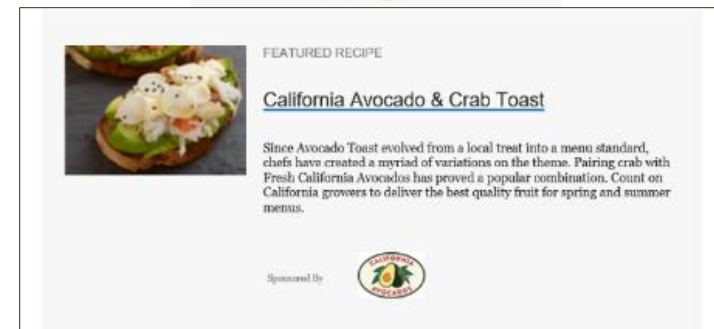 FEATURED RECIPE
California Avocado & Crab Toast
Since Avocado Toast evolved from a local treat into a menu standard,
chefs have created a myriad of variations on the theme. Pairing crab with
Fresh California Avocados has proved a popular combination. Count on
California growers to deliver the best quality fruit for spring and summer
menus.
Sponsored By
CALIFORNIA
AVOCADOS